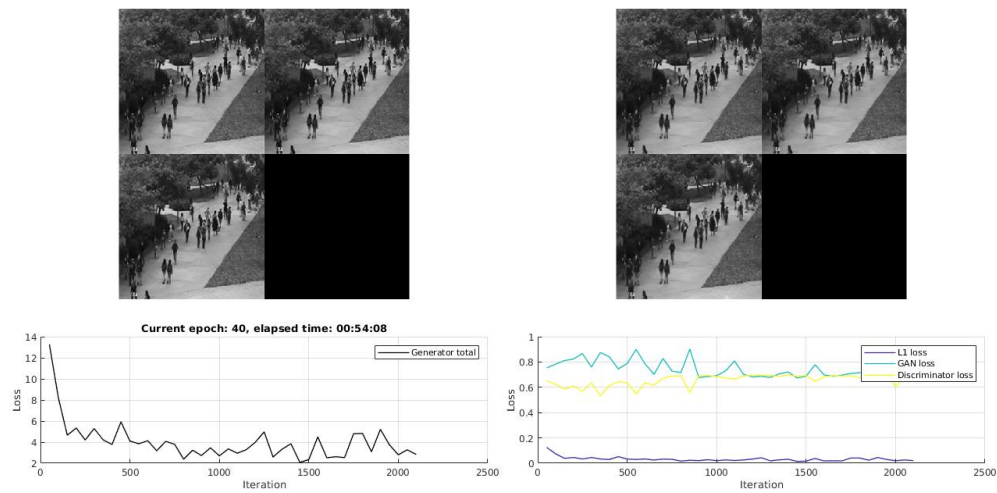 Current epoch: 40, elapsed time: 00:54:08
14
12
10
8
6
4
2
Loss
0
500
1000
1500
2000
2500
Iteration
Generator total
1
0.8
0.6
0.4
0.2
0
Loss
0
500
1000
1500
2000
2500
Iteration
L1 loss
GAN loss
Discriminator loss